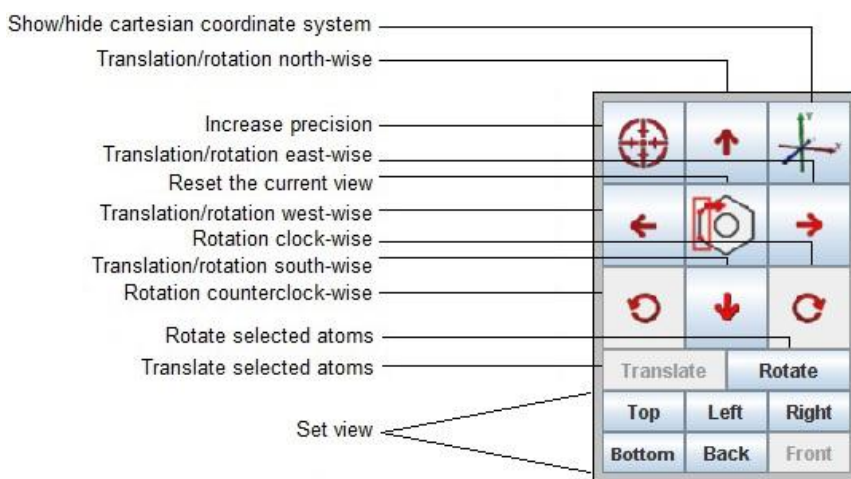 Show/hide cartesian coordinate system
Translation/rotation north-wise
Increase precision
Translation/rotation east-wise
Reset the current view
Translation/rotation west-wise
Rotation clock-wise
Translation/rotation south-wise
Rotation counterclock-wise
Rotate selected atoms
Translate selected atoms
Set view
Y
X
Translate Rotate
Top Left Right
Bottom Back Front